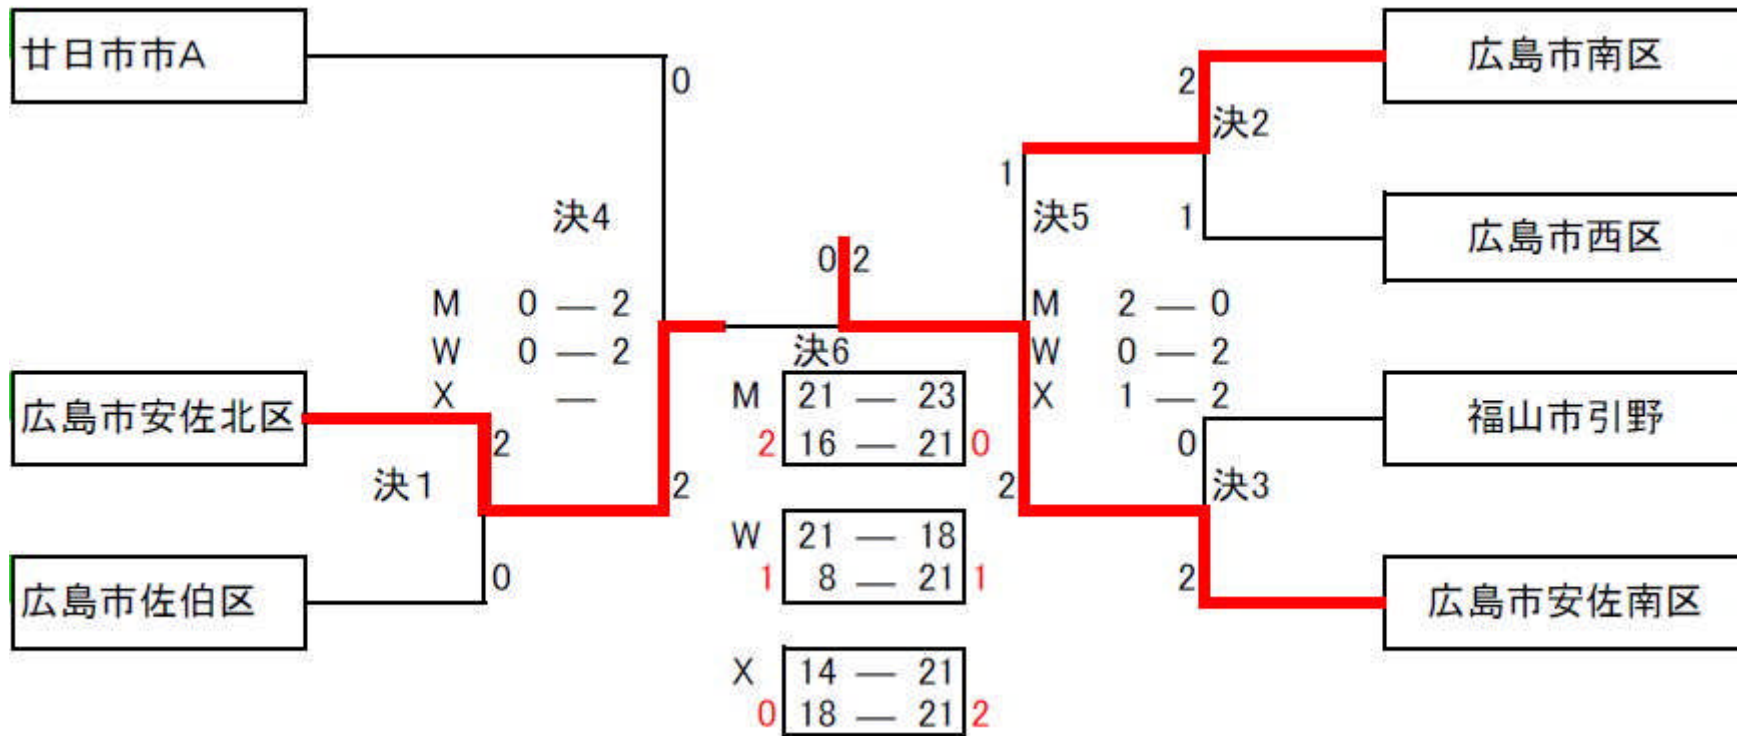 廿日市市A
0
2
広島市南区
決2
1
決4
決5
1
広島市西区
0 2
M 0 — 2
M 2 — 0
W 0 — 2
決6
W 0 — 2
X —
X 1 — 2
広島市安佐北区
2
M 21 — 23
2 16 — 21 0
0
福山市引野
決1
2
2
決3
W 21 — 18
1 8 — 21 1
広島市佐伯区
0
2
広島市安佐南区
X 14 — 21
0 18 — 21 2